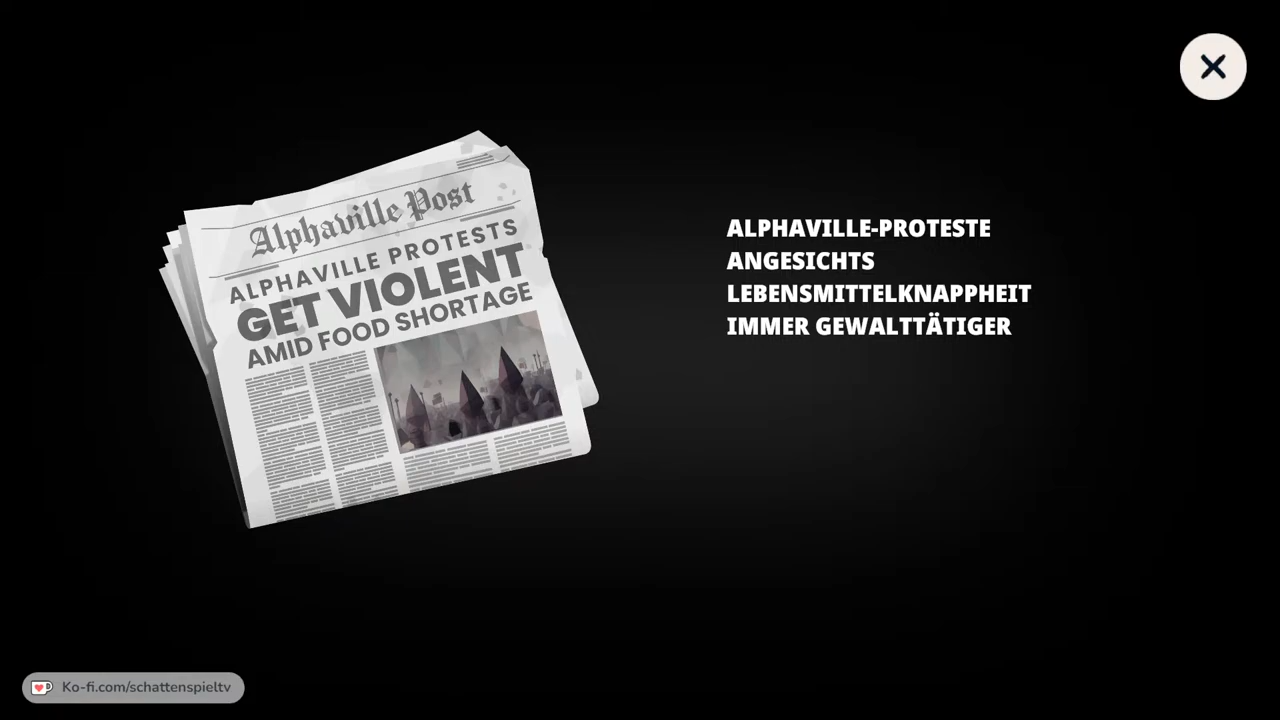 Alphaville Post
ALPHAVILLE PROTESTS
GET VIOLENT
AMID FOOD SHORTAGE
ALPHAVILLE-PROTESTE
ANGESICHTS
LEBENSMITTELKNAPPHEIT
IMMER GEWALTTÄTIGER
Ko-fi.com/schattenspieltv